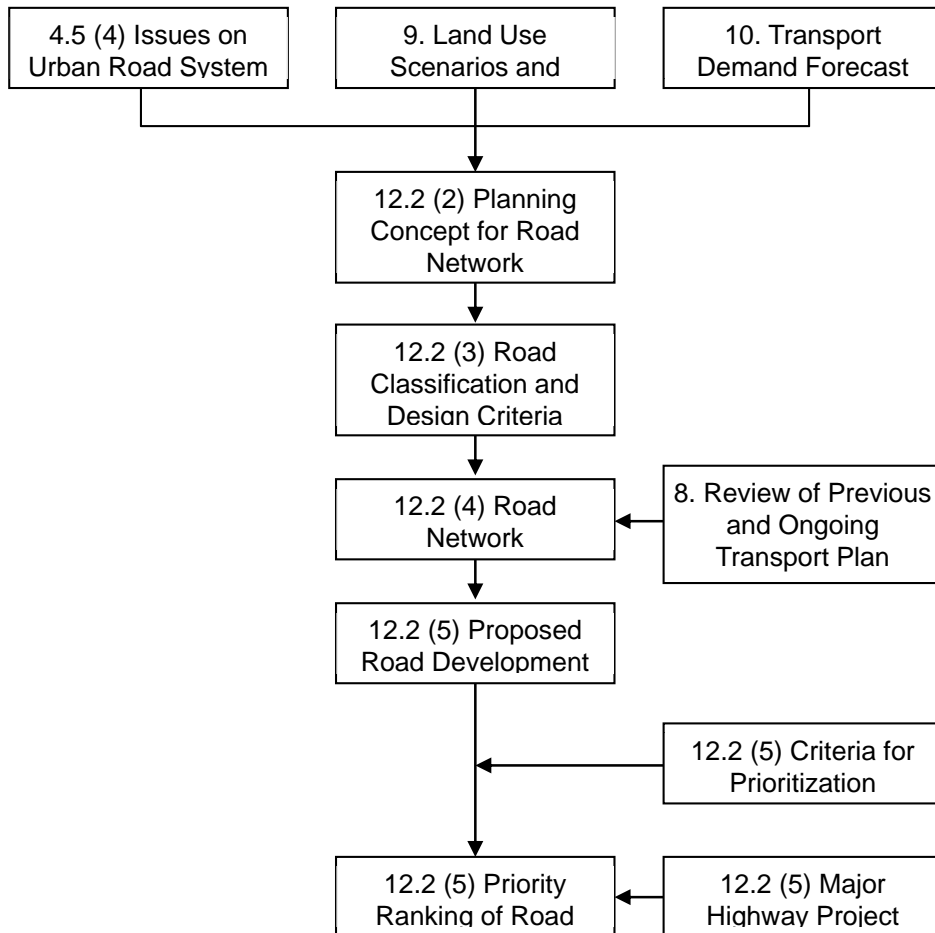 4.5 (4) Issues on
Urban Road System
9. Land Use
Scenarios and
10. Transport
Demand Forecast
12.2 (2) Planning
Concept for Road
Network
12.2 (3) Road
Classification and
Design Criteria
12.2 (4) Road
Network
8. Review of Previous
and Ongoing
Transport Plan
12.2 (5) Proposed
Road Development
12.2 (5) Criteria for
Prioritization
12.2 (5) Priority
Ranking of Road
12.2 (5) Major
Highway Project